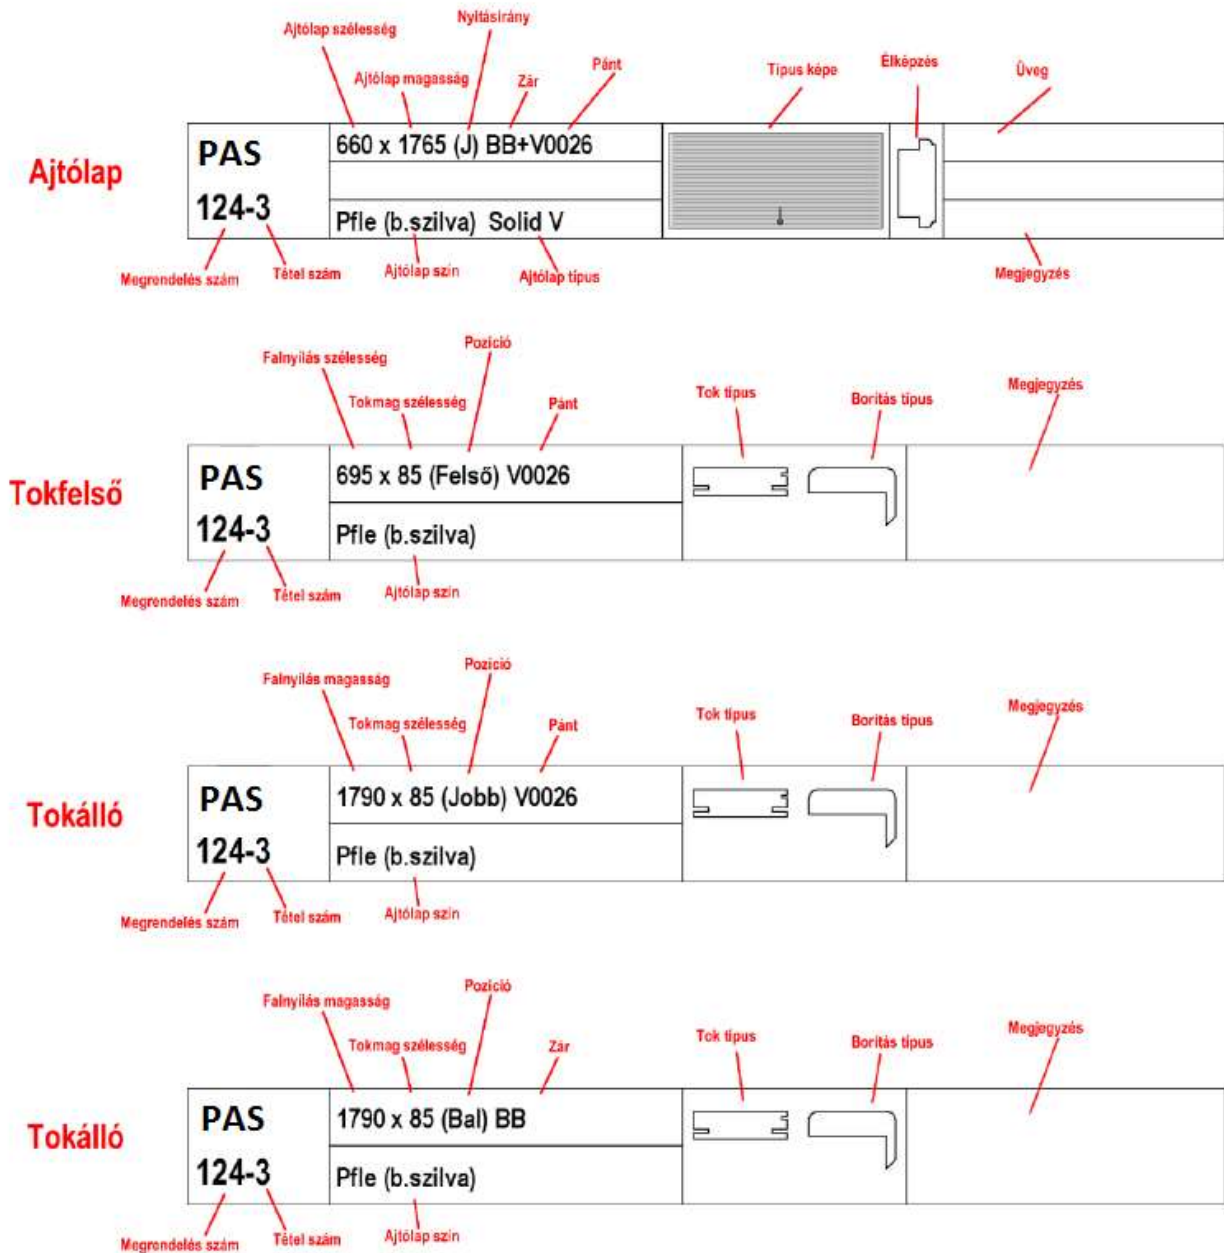 Ajtólap szélesség
Nyitásirány
Ajtólap magasság
Zár
Pánt
Típus képe
Élképzés
Üveg
Ajtólap
PAS
124-3
660 x 1765 (J) BB+V0026
Pfle (b.szilva) Solid V
Megrendelés szám
Tétel szám
Ajtólap szín
Ajtólap típus
Megjegyzés
Falnyílás szélesség
Pozíció
Tokmag szélesség
Pánt
Tok típus
Borítás típus
Megjegyzés
Tokfelső
PAS
124-3
695 x 85 (Felső) V0026
Pfle (b.szilva)
Megrendelés szám
Tétel szám
Ajtólap szín
Falnyílás magasság
Pozíció
Tokmag szélesség
Pánt
Tok típus
Borítás típus
Megjegyzés
Tokálló
PAS
124-3
1790 x 85 (Jobb) V0026
Pfle (b.szilva)
Megrendelés szám
Tétel szám
Ajtólap szín
Falnyílás magasság
Pozíció
Tokmag szélesség
Zár
Tok típus
Borítás típus
Megjegyzés
Tokálló
PAS
124-3
1790 x 85 (Bal) BB
Pfle (b.szilva)
Megrendelés szám
Tétel szám
Ajtólap szín